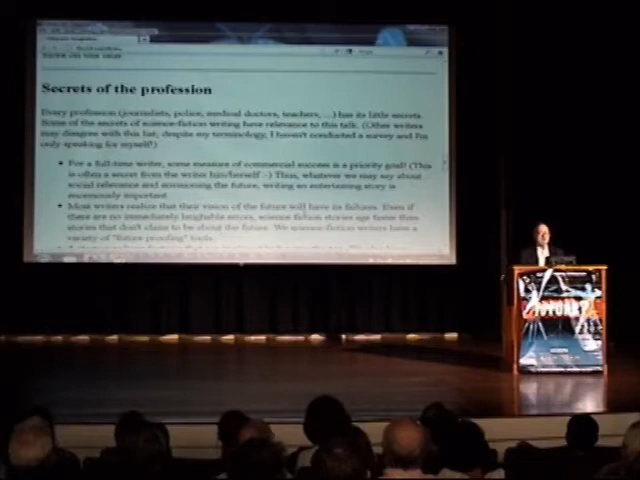 Secrets of the profession
Every profession (journalists, police, medical doctors, teachers, ...) has its little secrets.
Some of the secrets of science-fiction writing have relevance to this talk. (Other writers
may disagree with this list; despite my terminology, I haven't conducted a survey and I'm
only speaking for myself!)
• For a full-time writer, some measure of commercial success is a priority goal! (This
is often a secret from the writer him/herself :-) Thus, whatever we may say about
social relevance and envisioning the future, writing an entertaining story is
enormously important.
• Most writers realize that their vision of the future will have its failures. Even if
there are no immediately laughable errors, science fiction stories age faster than
stories that don't claim to be about the future. We science-fiction writers have a
variety of "future proofing" tools.